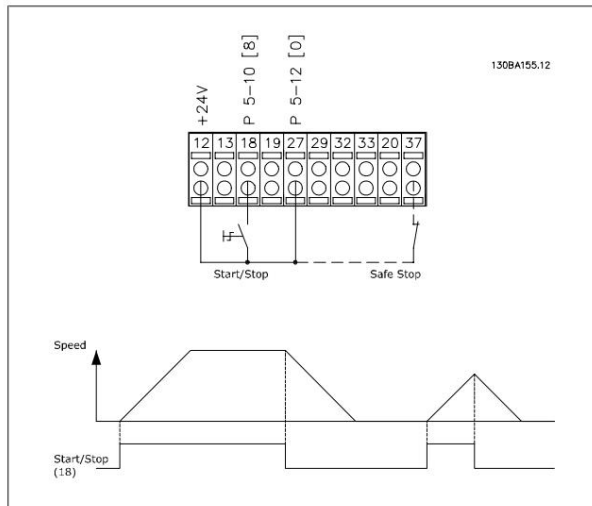 130BA155.12
+24V
P 5-10 [8]
P 5-12 [0]
12 13 18 19 27 29 32 33 20 37
Start/Stop
Safe Stop
Speed
Start/Stop
(18)